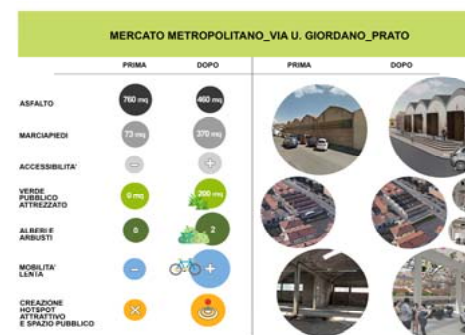 MERCATO METROPOLITANO_VIA U. GIORDANO_PRATO
PRIMA DOPO PRIMA DOPO
ASFALTO 760 mq 460 mq
MARCIAPIEDI 73 mq 370 mq
ACCESSIBILITA' - +
VERDE
PUBBLICO
ATTREZZATO 0 mq 200 mq
ALBERI E
ARBUSTI 0 2
MOBILITA'
LENTA - +
CREAZIONE
HOTSPOT
ATTRATTIVO
E SPAZIO PUBBLICO